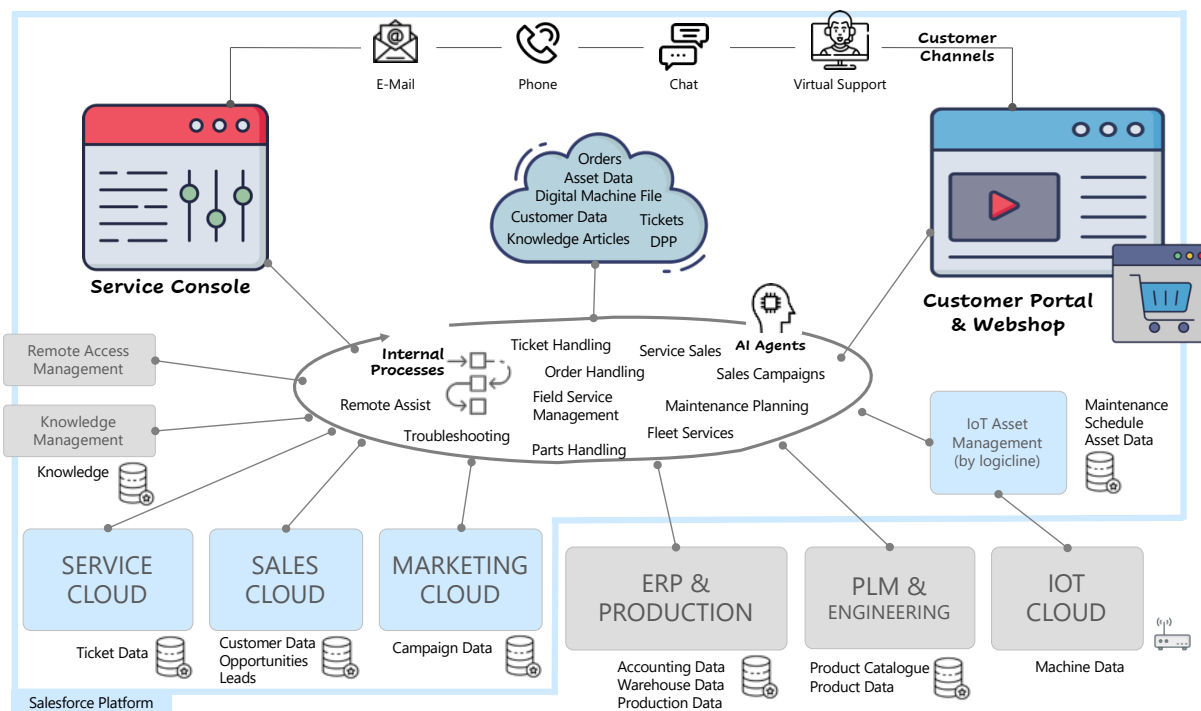 Customer
Channels
E-Mail
Phone
Chat
Virtual Support
Orders
Asset Data
Digital Machine File
Customer Data
Tickets
Knowledge Articles
DPP
Service Console
Customer Portal
& Webshop
AI Agents
Internal
Processes
Ticket Handling
Service Sales
Order Handling
Sales Campaigns
Remote Assist
Field Service
Management
Maintenance Planning
Troubleshooting
Fleet Services
Parts Handling
Remote Access
Management
Knowledge
Management
Knowledge
IoT Asset
Management
(by logicline)
Maintenance
Schedule
Asset Data
SERVICE
CLOUD
Ticket Data
SALES
CLOUD
Customer Data
Opportunities
Leads
MARKETING
CLOUD
Campaign Data
ERP &
PRODUCTION
Accounting Data
Warehouse Data
Production Data
PLM &
ENGINEERING
Product Catalogue
Product Data
IOT
CLOUD
Machine Data
Salesforce Platform